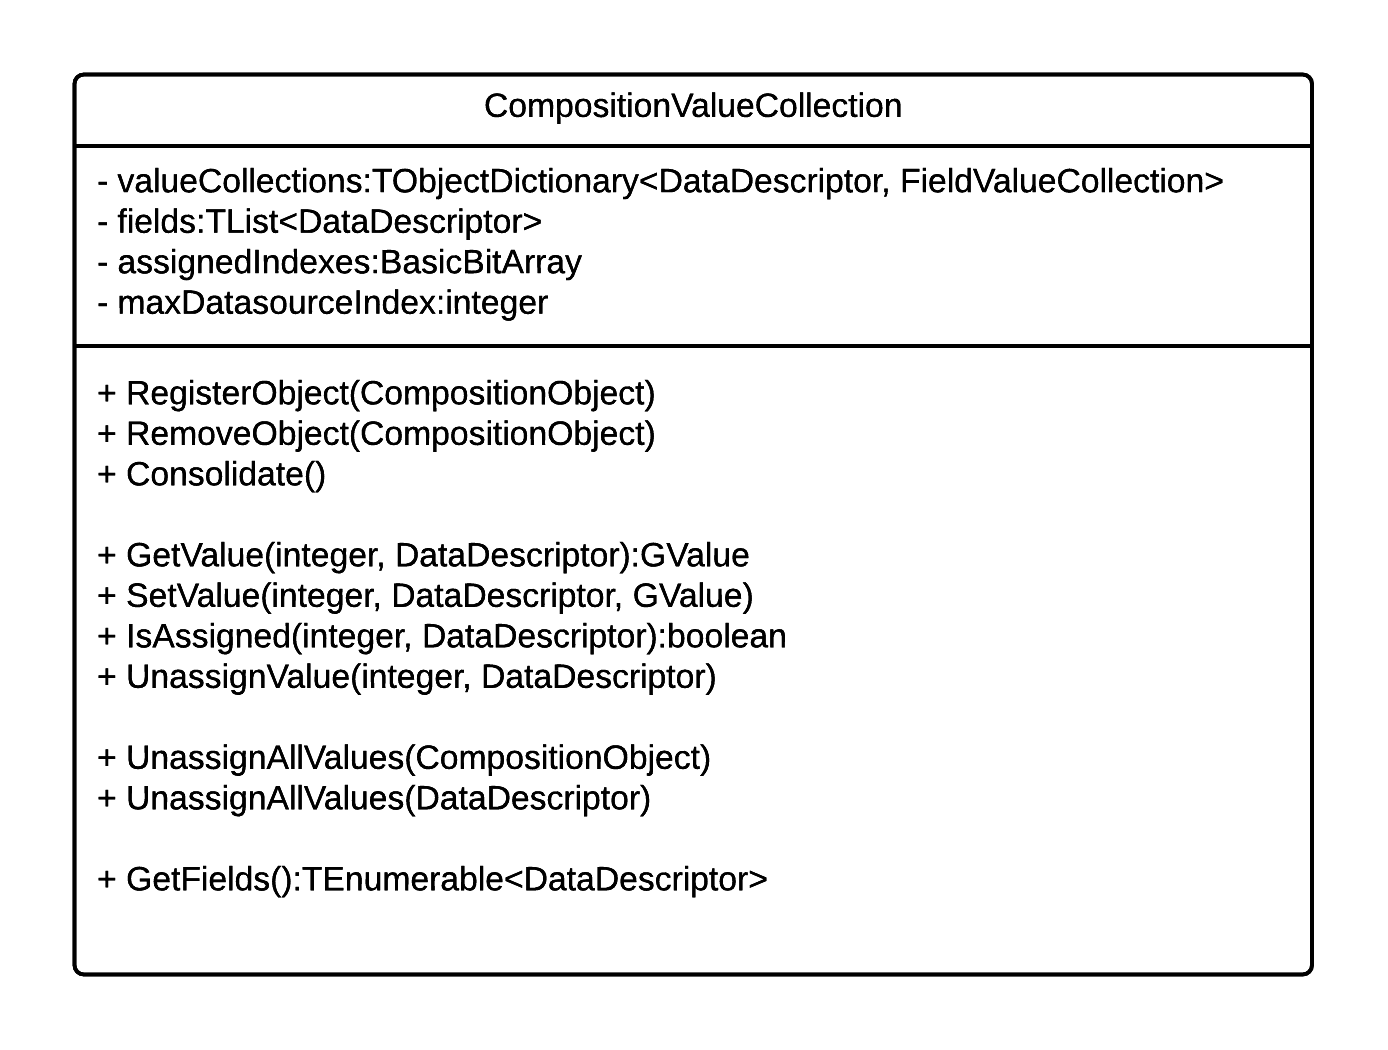 CompositionValueCollection
- valueCollections:TObjectDictionary<DataDescriptor, FieldValueCollection>
- fields:TList<DataDescriptor>
- assignedIndexes:BasicBitArray
- maxDatasourceIndex:integer
+ RegisterObject(CompositionObject)
+ RemoveObject(CompositionObject)
+ Consolidate()
+ GetValue(integer, DataDescriptor):GValue
+ SetValue(integer, DataDescriptor, GValue)
+ IsAssigned(integer, DataDescriptor):boolean
+ UnassignValue(integer, DataDescriptor)
+ UnassignAllValues(CompositionObject)
+ UnassignAllValues(DataDescriptor)
+ GetFields():TEnumerable<DataDescriptor>